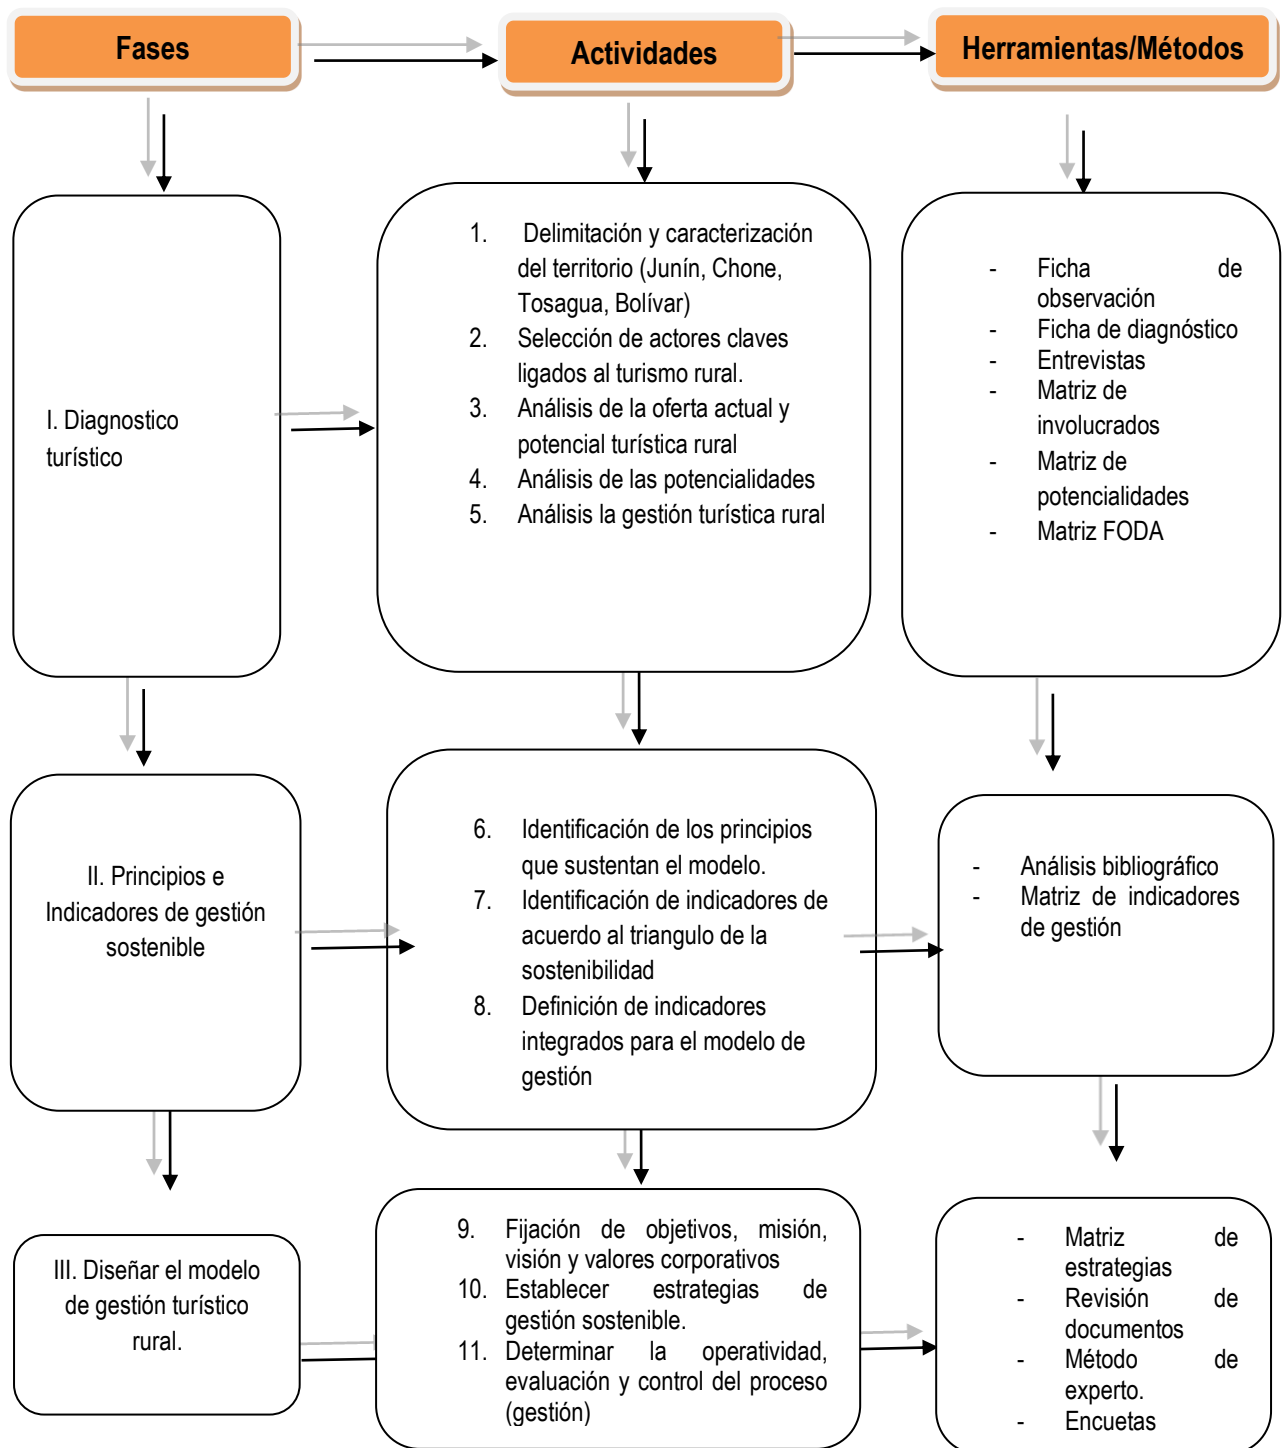 Fases
Actividades
Herramientas/Métodos
I. Diagnostico
turístico
1. Delimitación y caracterización
del territorio (Junín, Chone,
Tosagua, Bolívar)
2. Selección de actores claves
ligados al turismo rural.
3. Análisis de la oferta actual y
potencial turística rural
4. Análisis de las potencialidades
5. Análisis la gestión turística rural
- Ficha de
observación
- Ficha de diagnóstico
- Entrevistas
- Matriz de
involucrados
- Matriz de
potencialidades
- Matriz FODA
II. Principios e
Indicadores de gestión
sostenible
6. Identificación de los principios
que sustentan el modelo.
7. Identificación de indicadores de
acuerdo al triangulo de la
sostenibilidad
8. Definición de indicadores
integrados para el modelo de
gestión
- Análisis bibliográfico
- Matriz de indicadores
de gestión
III. Diseñar el modelo
de gestión turístico
rural.
9. Fijación de objetivos, misión,
visión y valores corporativos
10. Establecer estrategias de
gestión sostenible.
11. Determinar la operatividad,
evaluación y control del proceso
(gestión)
- Matriz de
estrategias
- Revisión de
documentos
- Método de
experto.
- Encuetas